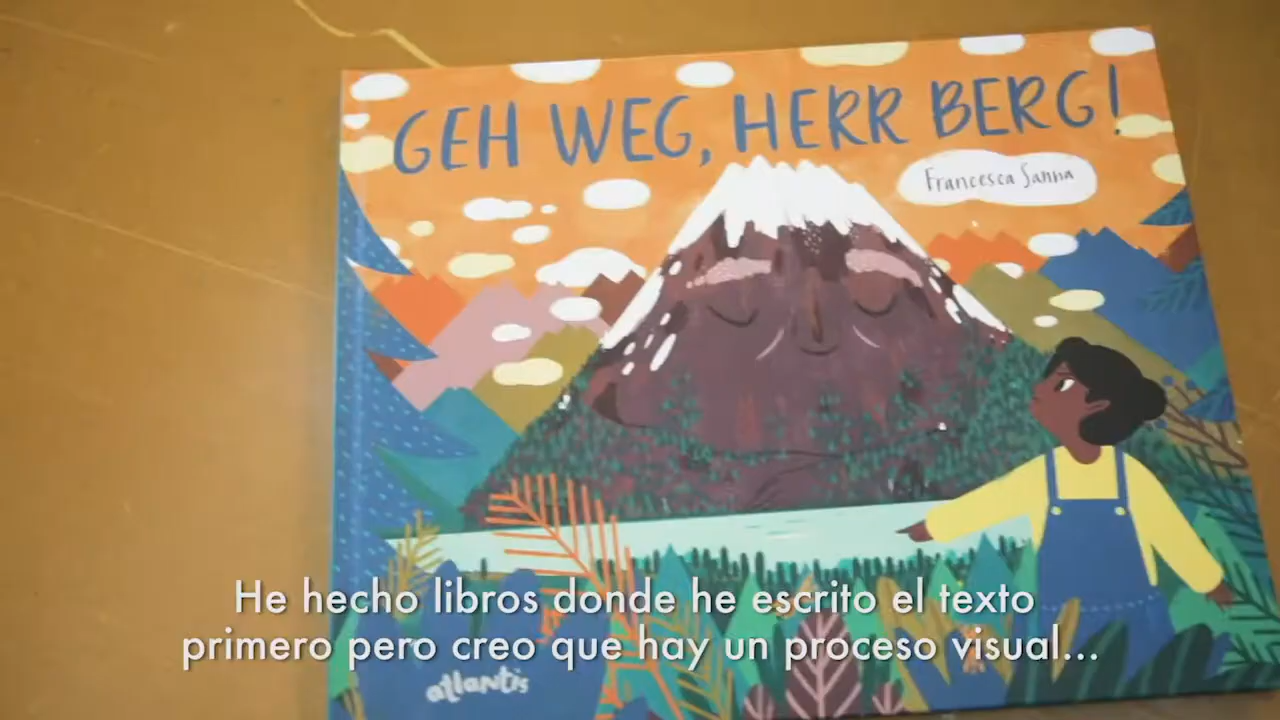 GEH WEG, HERR BERG!
Francesca Sanna
He hecho libros donde he escrito el texto
primero pero creo que hay un proceso visual...
atlantis